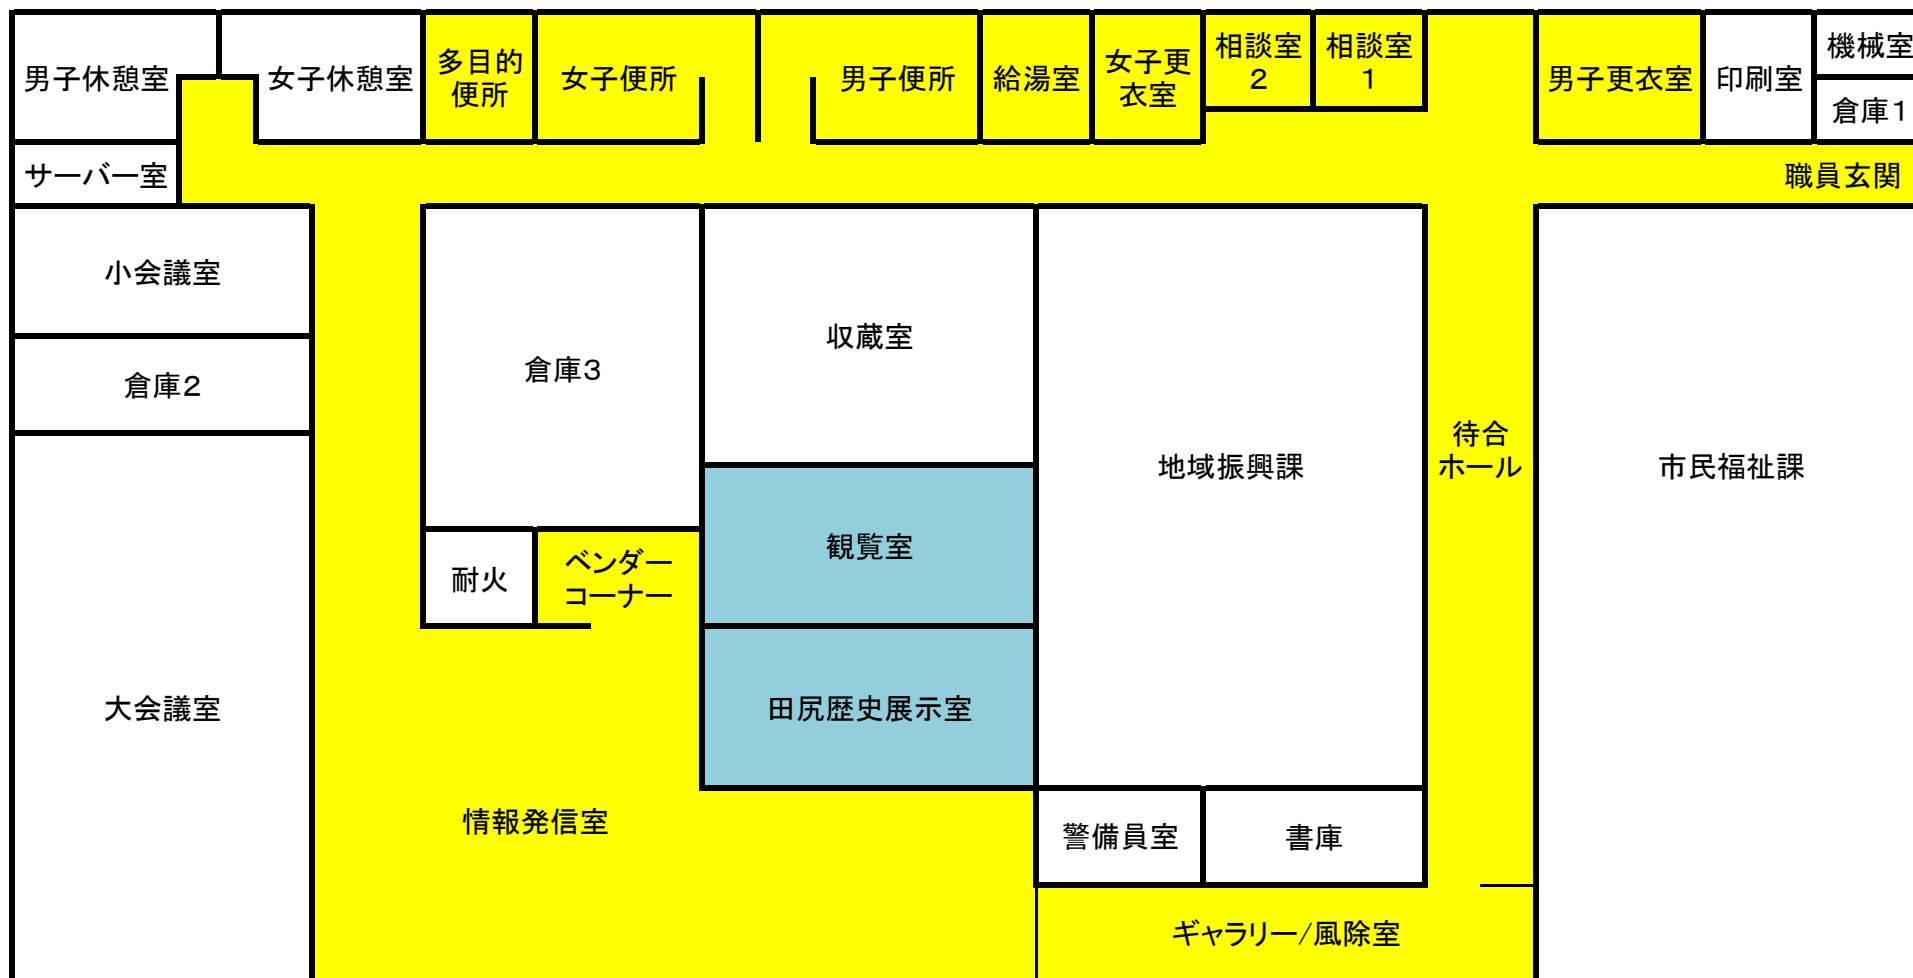 男子休憩室
女子休憩室
多目的
便所
女子便所
男子便所
給湯室
女子更
衣室
相談室
2
相談室
1
男子更衣室
印刷室
機械室
倉庫1
サーバー室
職員玄関
小会議室
倉庫2
倉庫3
収蔵室
地域振興課
待合
ホール
市民福祉課
観覧室
耐火
ベンダー
コーナー
大会議室
田尻歴史展示室
情報発信室
警備員室
書庫
ギャラリー/風除室